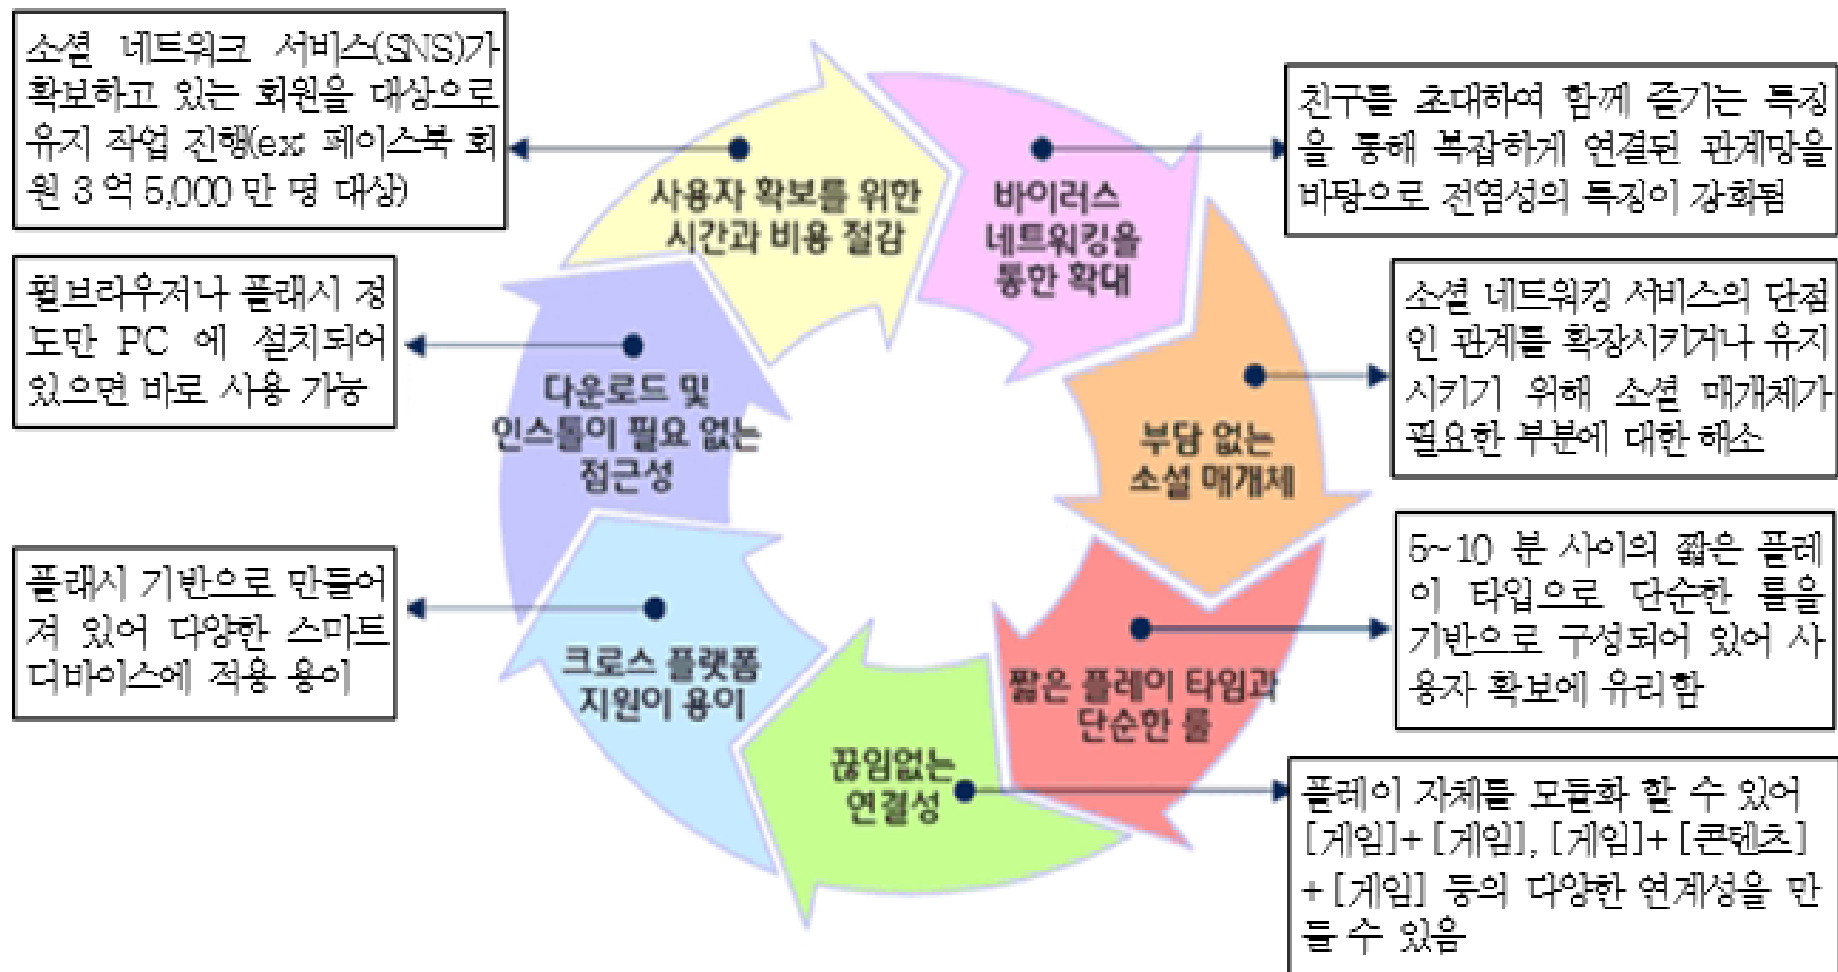 소셜 네트워크 서비스(SNS)가
확보하고 있는 회원을 대상으로
유지 작업 진행(ex: 페이스북 회
원 3 억 5,000 만 명 대상)
사용자 확보를 위한
시간과 비용 절감
바이러스
네트워킹을
통한 확대
친구를 초대하여 함께 즐기는 특징
을 통해 복잡하게 연결된 관계망을
바탕으로 전염성의 특징이 강화됨
웹브라우저나 플래시 정
도만 PC 에 설치되어
있으면 바로 사용 가능
다운로드 및
인스톨이 필요 없는
접근성
부담 없는
소셜 매개체
소셜 네트워킹 서비스의 단점
인 관계를 확장시키거나 유지
시키기 위해 소셜 매개체가
필요한 부분에 대한 해소
플래시 기반으로 만들어
져 있어 다양한 스마트
디바이스에 적용 용이
크로스 플랫폼
지원이 용이
짧은 플레이 타임과
단순한 룰
5~10 분 사이의 짧은 플레
이 타입으로 단순한 룰을
기반으로 구성되어 있어 사
용자 확보에 유리함
끊임없는
연결성
플레이 자체를 모듈화 할 수 있어
[게임]+ [게임], [게임]+ [콘텐츠]
+ [게임] 등의 다양한 연계성을 만
들 수 있음